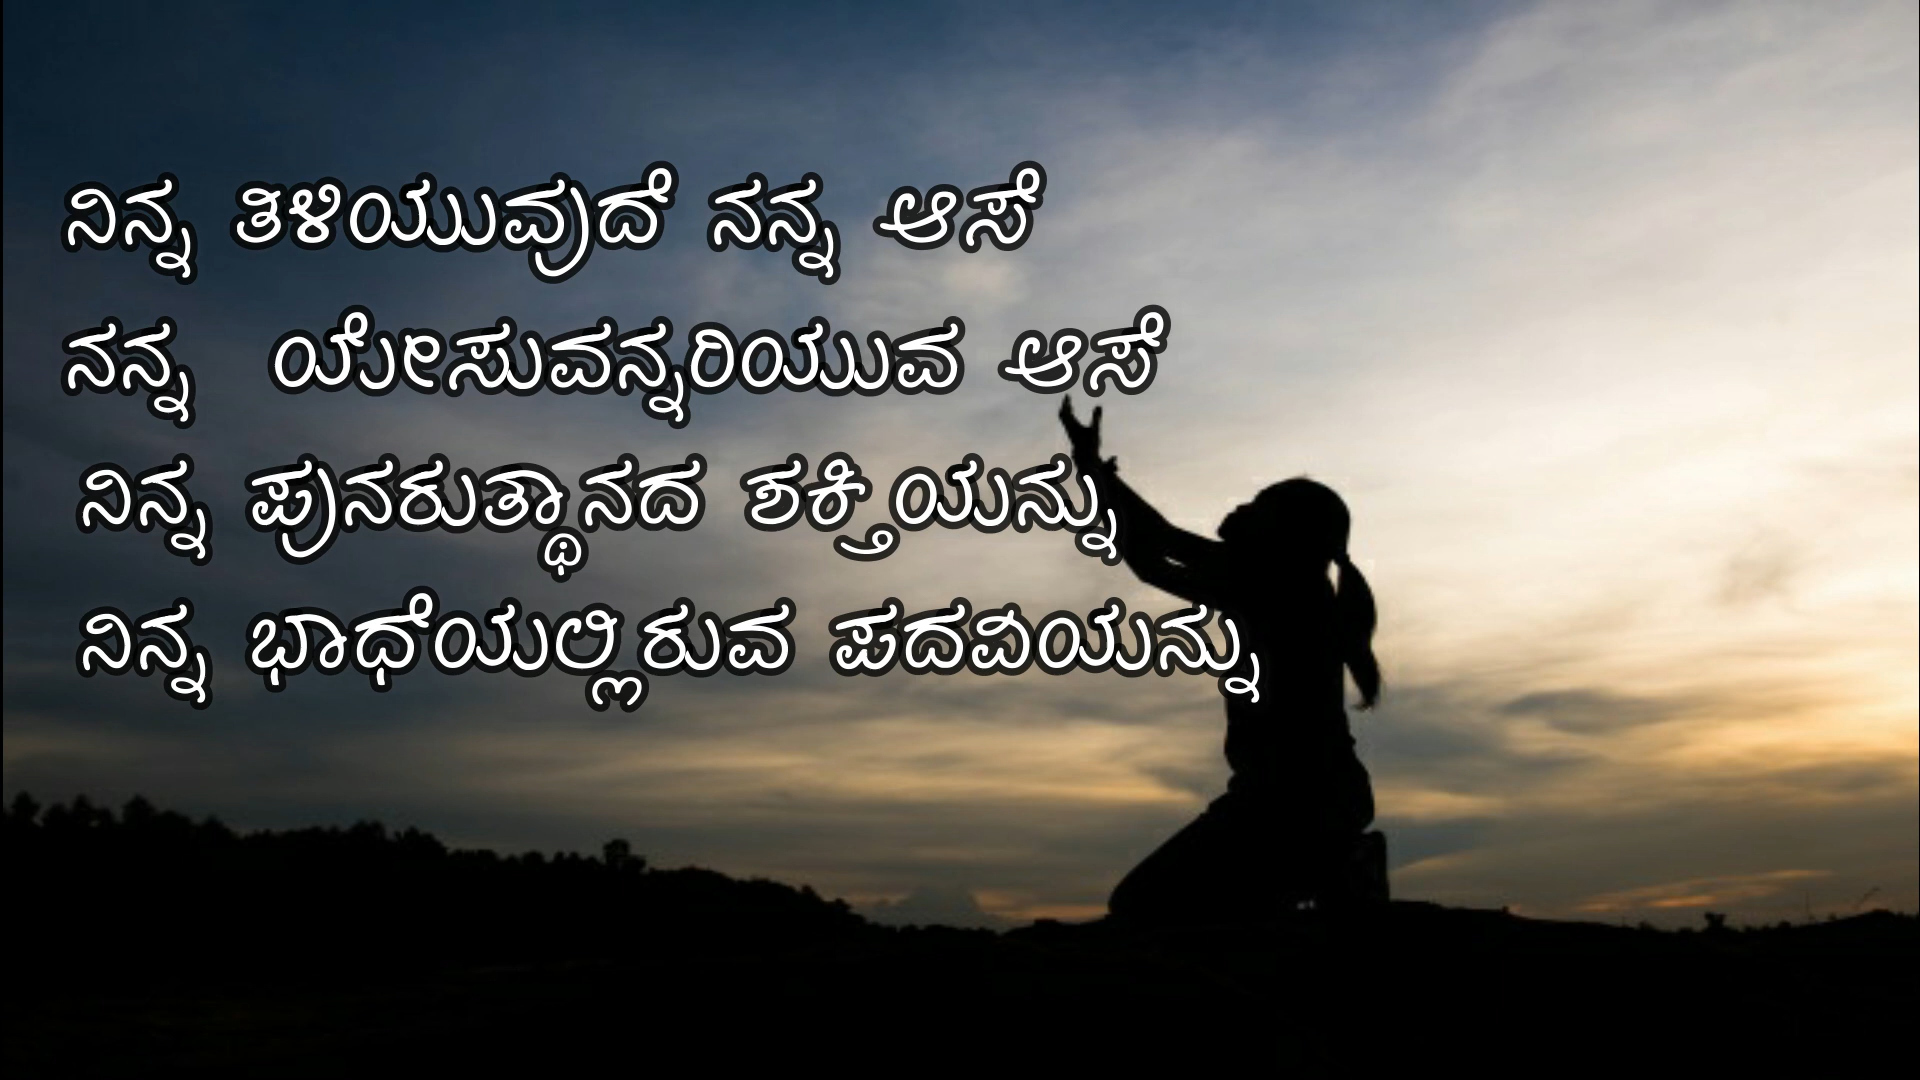 ನಿನ್ನ ತಿಳಿಯುವುದೆ ನನ್ನ ಆಸೆ
ನನ್ನ ಯೇಸುವನ್ನರಿಯುವ ಆಸೆ
ನಿನ್ನ ಪುನರುತ್ಥಾನದ ಶಕ್ತಿಯನ್ನು
ನಿನ್ನ ಭಾಧೆಯಲ್ಲಿರುವ ಪದವಿಯನ್ನು